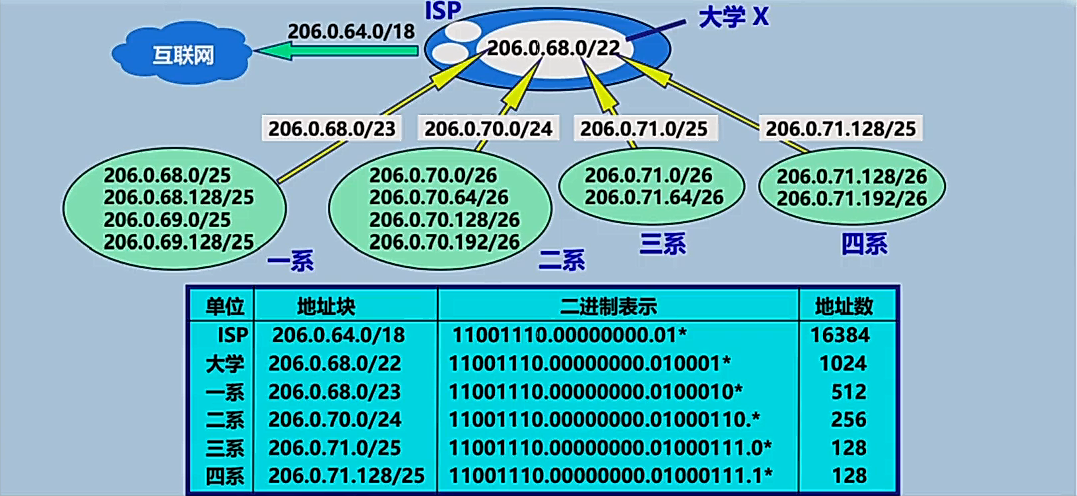 ISP
大学 X
206.0.64.0/18
互联网
206.0.68.0/22
206.0.68.0/23
206.0.70.0/24
206.0.71.0/25
206.0.71.128/25
206.0.68.0/25
206.0.68.128/25
206.0.69.0/25
206.0.69.128/25
一系
206.0.70.0/26
206.0.70.64/26
206.0.70.128/26
206.0.70.192/26
二系
206.0.71.0/26
206.0.71.64/26
三系
206.0.71.128/26
206.0.71.192/26
四系
单位 地址块 二进制表示 地址数
ISP 206.0.64.0/18 11001110.00000000.01* 16384
大学 206.0.68.0/22 11001110.00000000.010001* 1024
一系 206.0.68.0/23 11001110.00000000.0100010* 512
二系 206.0.70.0/24 11001110.00000000.01000110.* 256
三系 206.0.71.0/25 11001110.00000000.01000111.0* 128
四系 206.0.71.128/25 11001110.00000000.01000111.1* 128